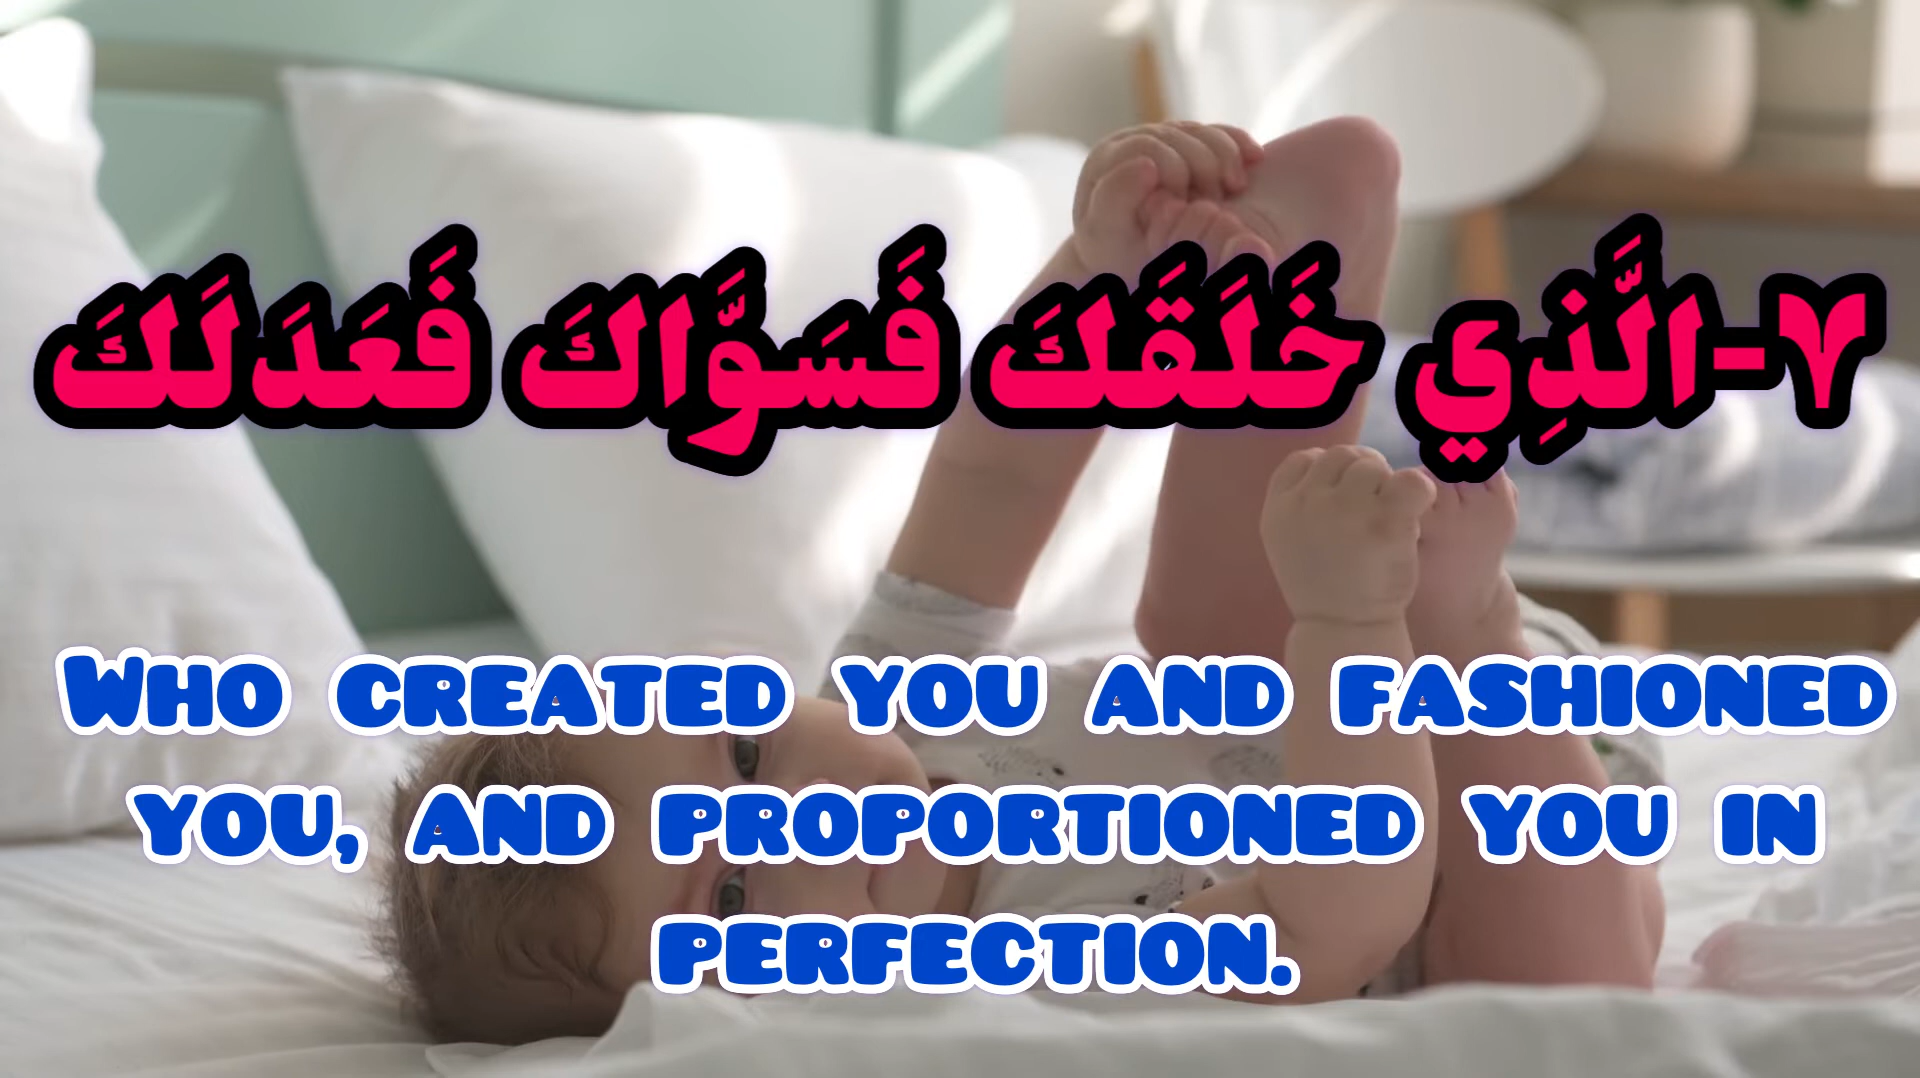 ٧-الَّذِي خَلَقَكَ فَسَوَّاكَ فَعَدَلَكَ
Who created you and fashioned
you, and proportioned you in
perfection.